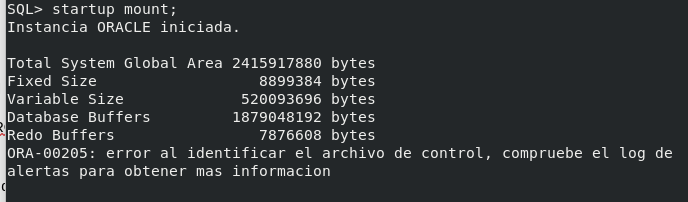 SQL> startup mount;
Instancia ORACLE iniciada.

Total System Global Area 2415917880 bytes
Fixed Size                  8899384 bytes
Variable Size             520093696 bytes
Database Buffers         1879048192 bytes
Redo Buffers                7876608 bytes
ORA-00205: error al identificar el archivo de control, compruebe el log de
alertas para obtener mas informacion